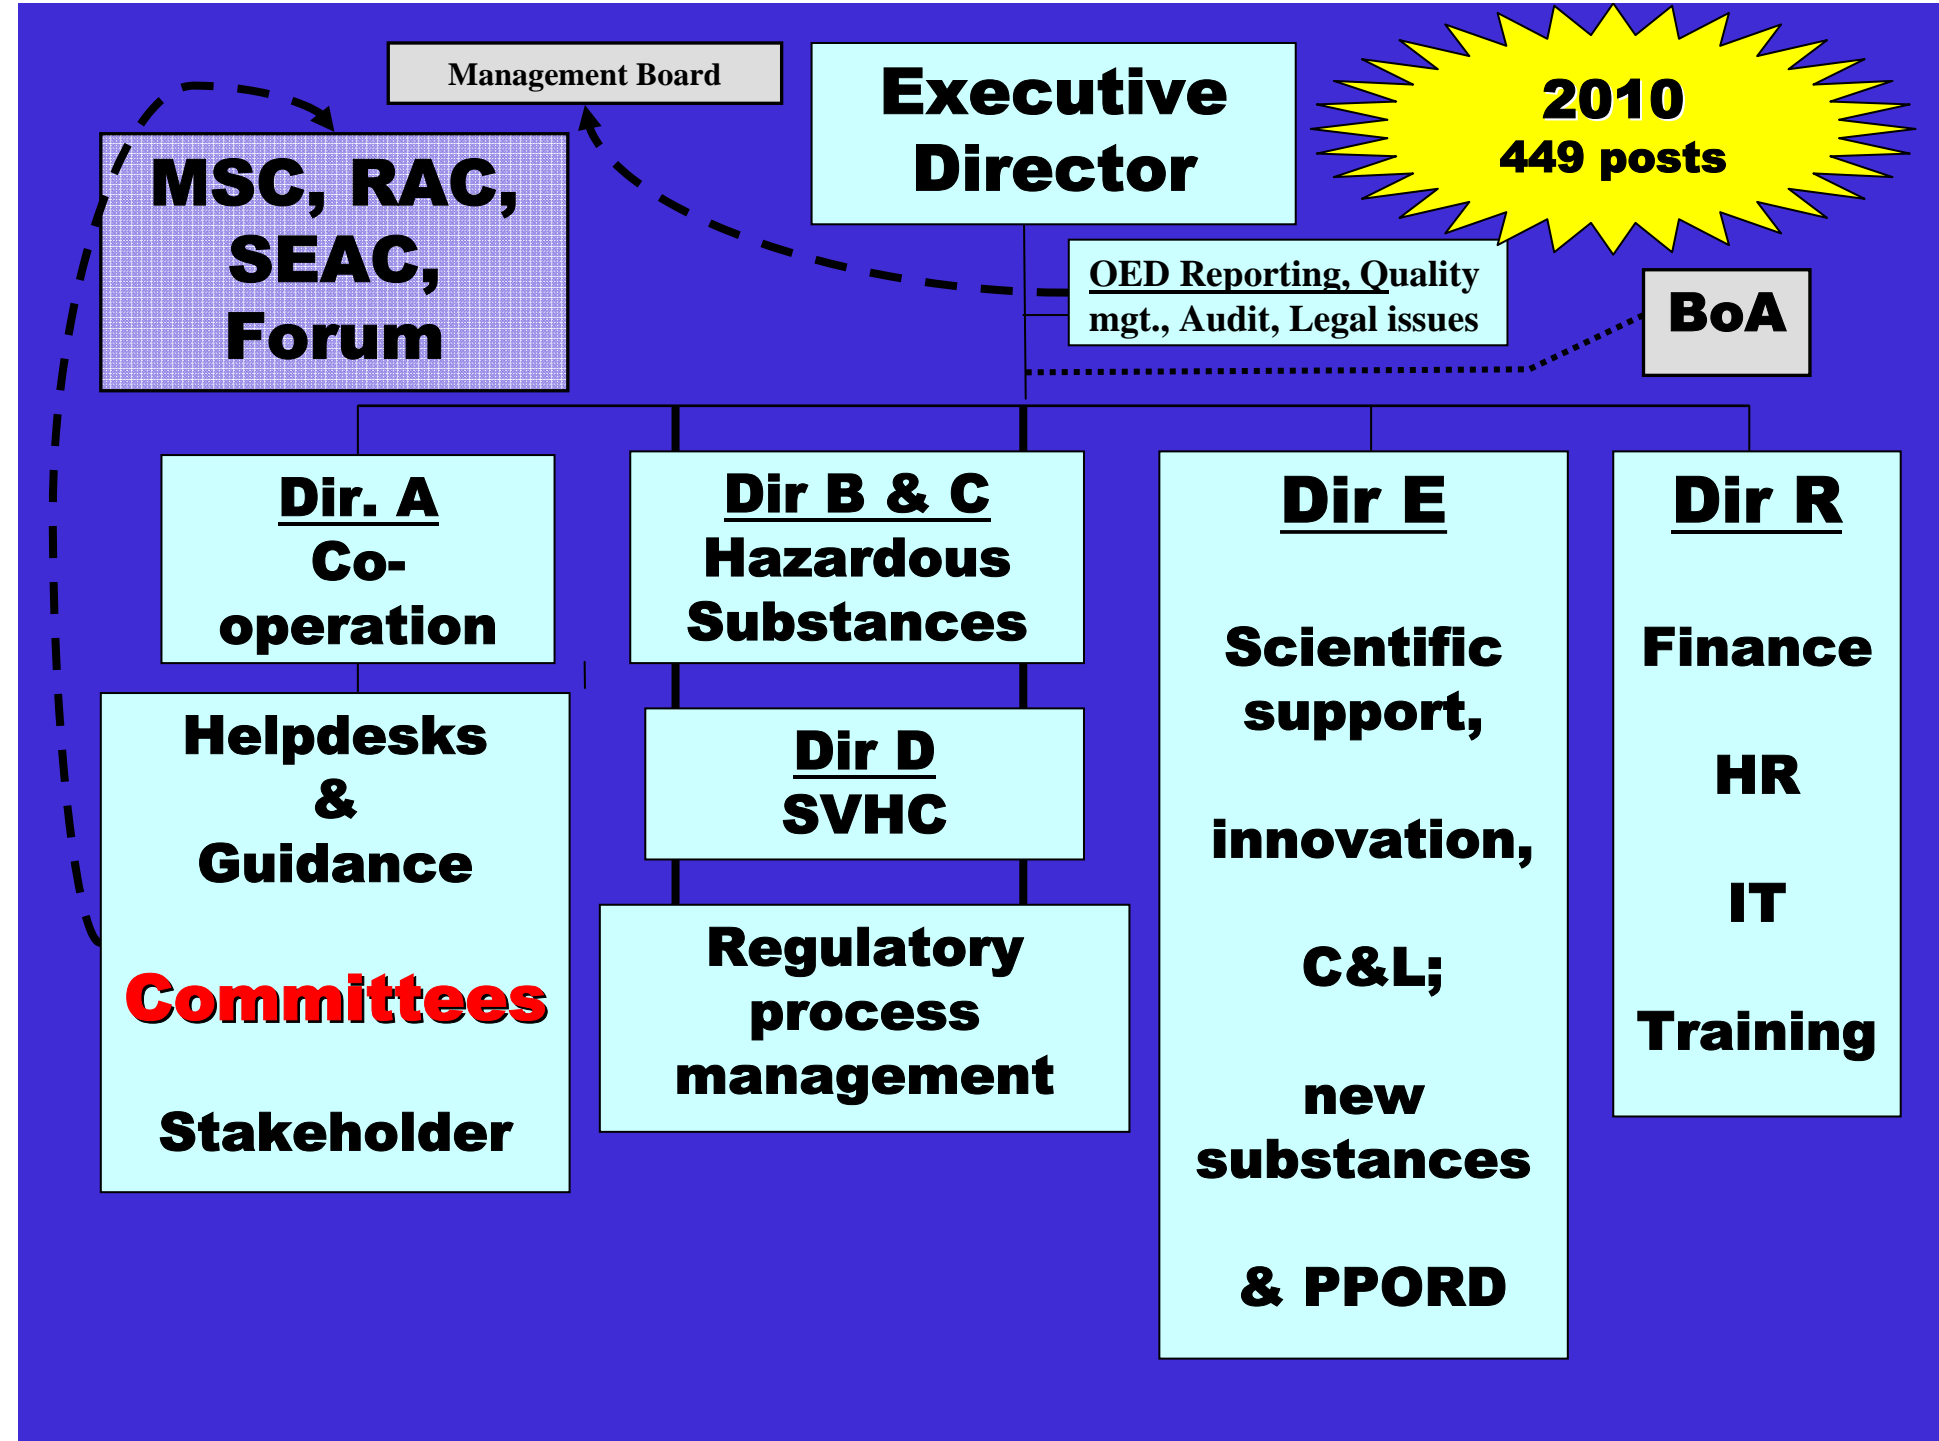 Management Board
Executive
Director
2010
449 posts
MSC, RAC,
SEAC,
Forum
OED Reporting, Quality
mgt., Audit, Legal issues
BoA
Dir. A
Co-
operation
Helpdesks
&
Guidance
Committees
Stakeholder
Dir B & C
Hazardous
Substances
Dir D
SVHC
Regulatory
process
management
Dir E
Scientific
support,
innovation,
C&L;
new
substances
& PPORD
Dir R
Finance
HR
IT
Training